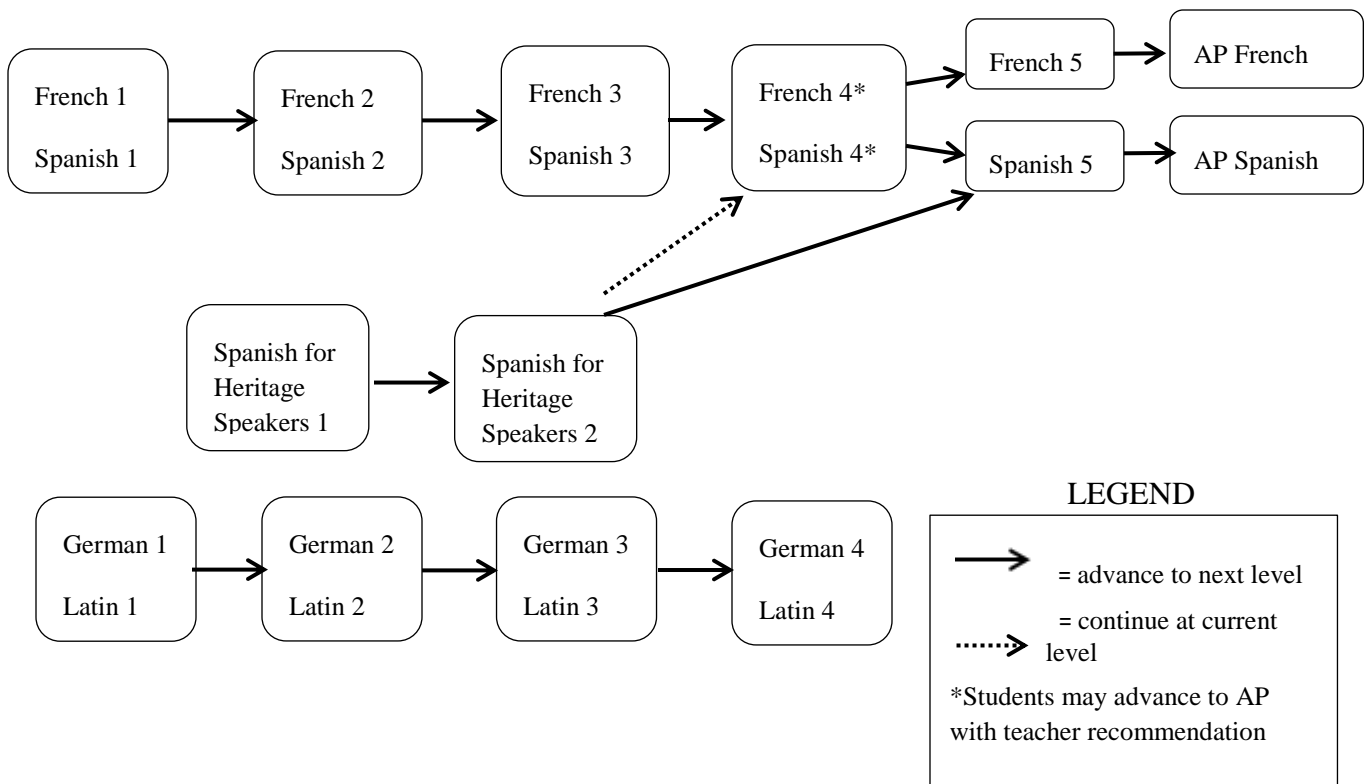 French 1
Spanish 1
French 2
Spanish 2
French 3
Spanish 3
French 4*
Spanish 4*
French 5
AP French
Spanish 5
AP Spanish
Spanish for
Heritage
Speakers 1
Spanish for
Heritage
Speakers 2
German 1
Latin 1
German 2
Latin 2
German 3
Latin 3
German 4
Latin 4
LEGEND
= advance to next level
= continue at current
level
*Students may advance to AP
with teacher recommendation